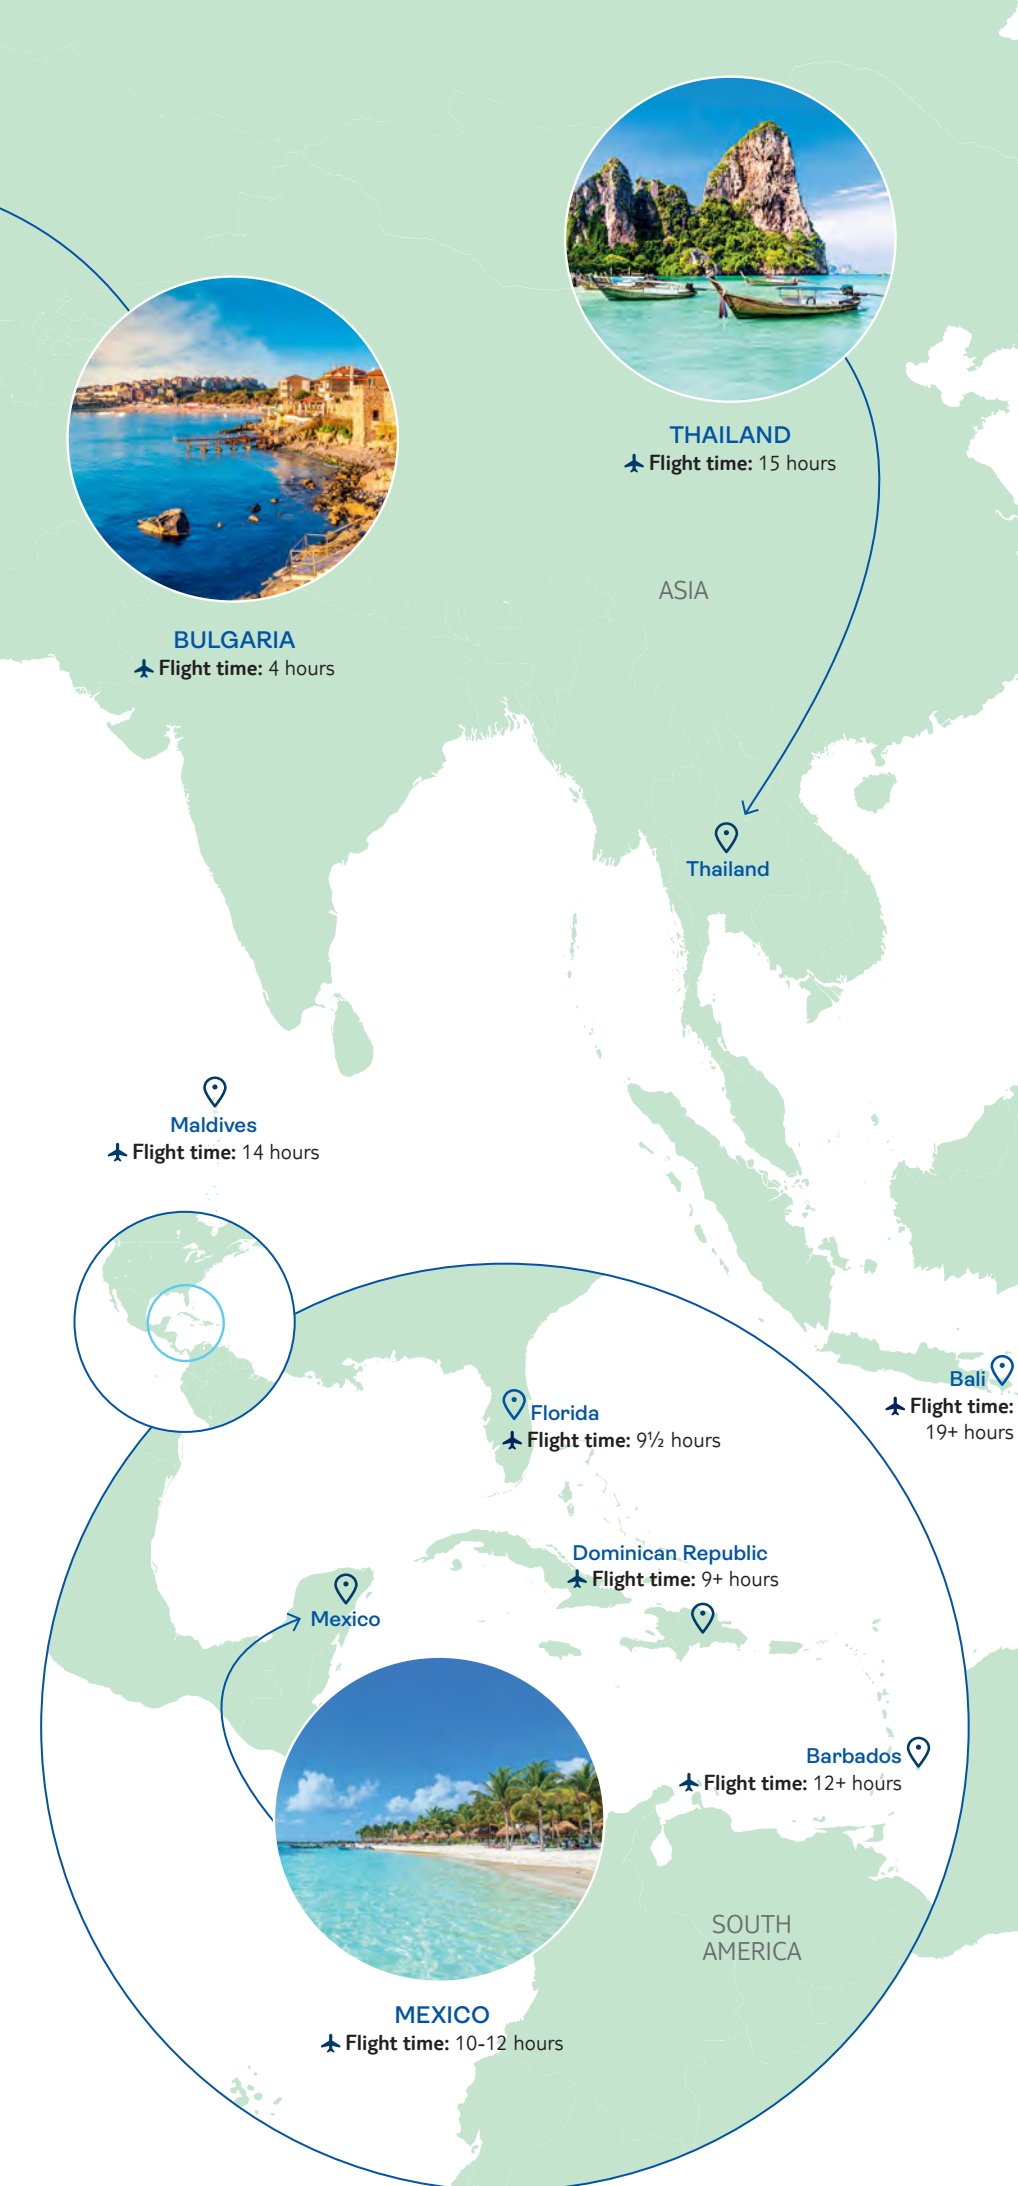 THAILAND
Flight time: 15 hours
ASIA
BULGARIA
Flight time: 4 hours
Thailand
Maldives
Flight time: 14 hours
Bali
Flight time:
19+ hours
Florida
Flight time: 9½ hours
Dominican Republic
Flight time: 9+ hours
Mexico
Barbados
Flight time: 12+ hours
SOUTH
AMERICA
MEXICO
Flight time: 10-12 hours